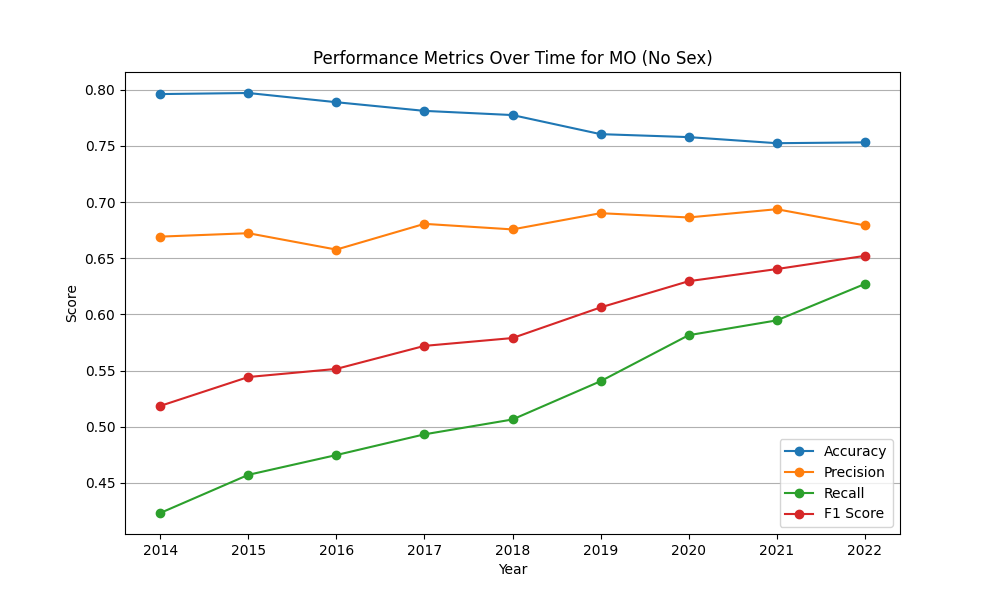 Performance Metrics Over Time for MO (No Sex)
Score
0.80
0.75
0.70
0.65
0.60
0.55
0.50
0.45
Accuracy
Precision
Recall
F1 Score
2014 2015 2016 2017 2018 2019 2020 2021 2022
Year